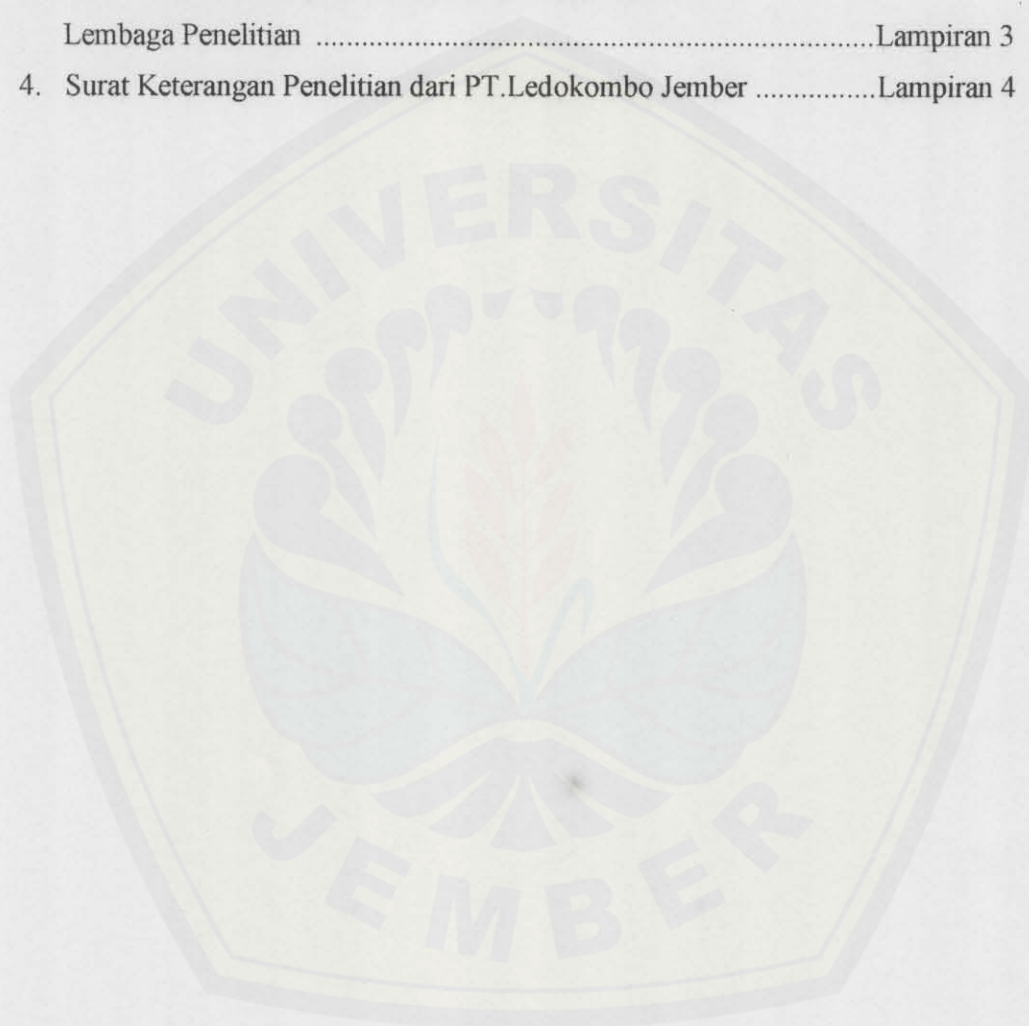 Lembaga Penelitian ..........................................................................Lampiran 3
4. Surat Keterangan Penelitian dari PT.Ledokombo Jember ................Lampiran 4
UNIVERSITAS
JEMBER